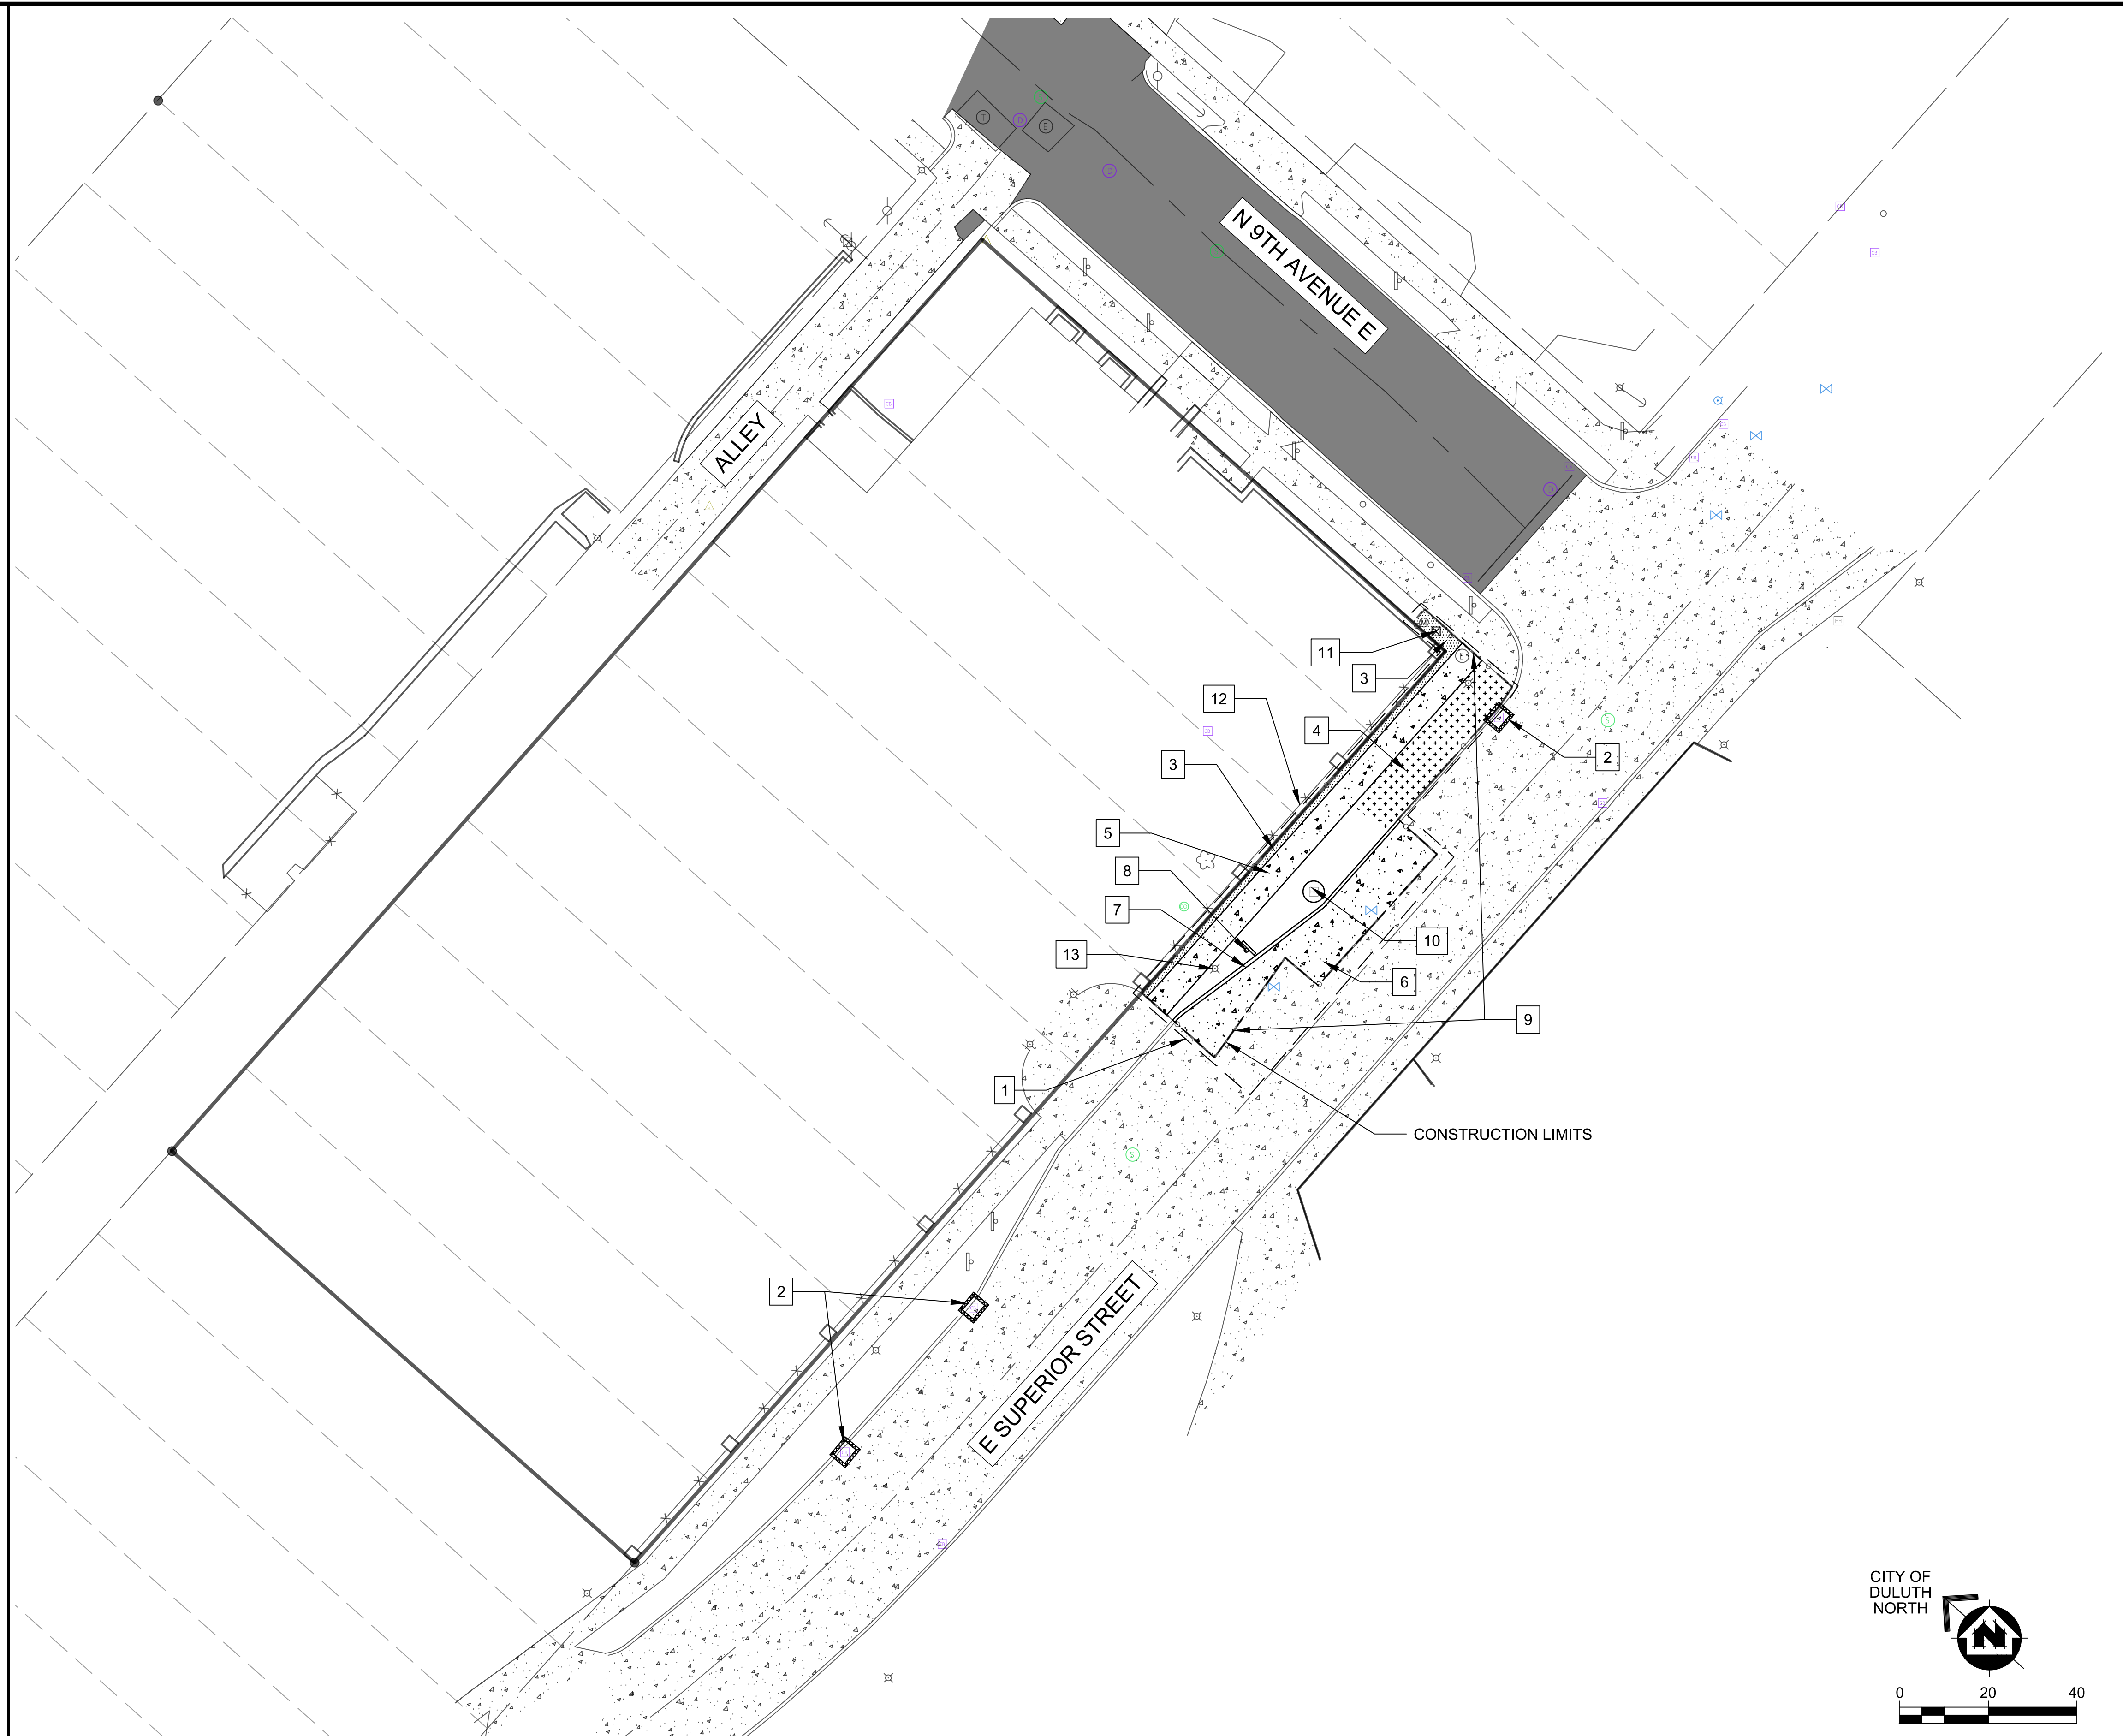 T
E
D
D
N 9TH AVENUE E
ALLEY
D
11
M
3
E
12
4
2
3
S
5
8
7
10
13
6
9
1
CONSTRUCTION LIMITS
S
2
E SUPERIOR STREET
CITY OF
DULUTH
NORTH
N
0 20 40